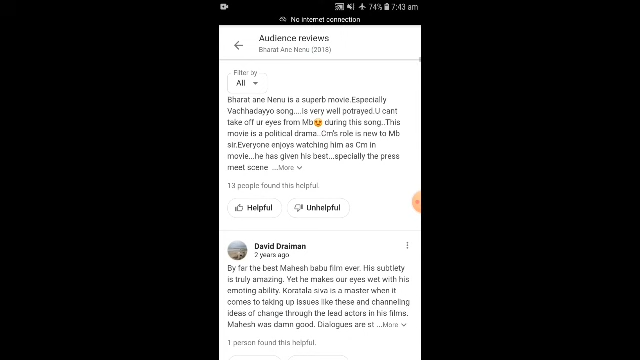 74% 7:43 am
No internet connection
Audience reviews
Bharat Ane Nenu (2018)
Filter by
All
Bharat ane Nenu is a superb movie.Especially
Vachhadayyo song....is very well potrayed.U cant
take off ur eyes from Mb😍 during this song..This
movie is a political drama..Cm's role is new to Mb
sir.Everyone enjoys watching him as Cm in
movie...he has given his best...specially the press
meet scene ...More
13 people found this helpful.
Helpful Unhelpful
David Draiman
2 years ago
By far the best Mahesh babu film ever. His subtlety
is truly amazing. Yet he makes our eyes wet with his
emoting ability. Koratala siva is a master when it
comes to taking up issues like these and channeling
ideas of change through the lead actors in his films.
Mahesh was damn good. Dialogues are st ...More
1 person found this helpful.